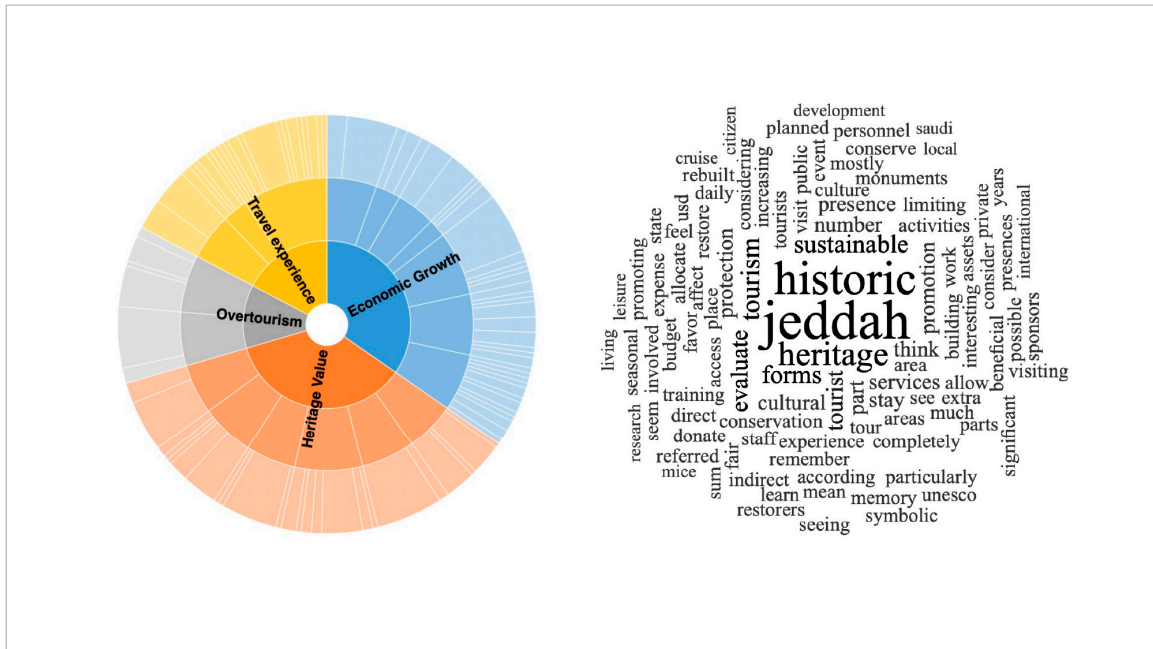 Travel experience
Economic Growth
Overtourism
Heritage Value
development
citizen
planned personnel saudi
conserve local
cruise
considering
increasing
public
event
mostly
rebuilt
monuments
daily
culture
years
usd
tourists
visit
presence limiting
private
international
state
feel
restore
number activities
sustainable
promoting
expense
allocate
affect
protection
tourism
historic
promotion
work
assets
consider
presences
leisure
place
jeddah
building
interesting
possible
sponsors
living
seasonal
involved
budget
favor
access
evaluate
heritage think
area
beneficial
visiting
forms
tourist
part
services allow
training
cultural
stay see extra
research
seem
direct
conservation
tour
areas
much
parts
significant
donate
staff experience completely
referred
fair
remember
mice
sum
indirect according particularly
learn mean memory unesco
restorers
symbolic
seeing